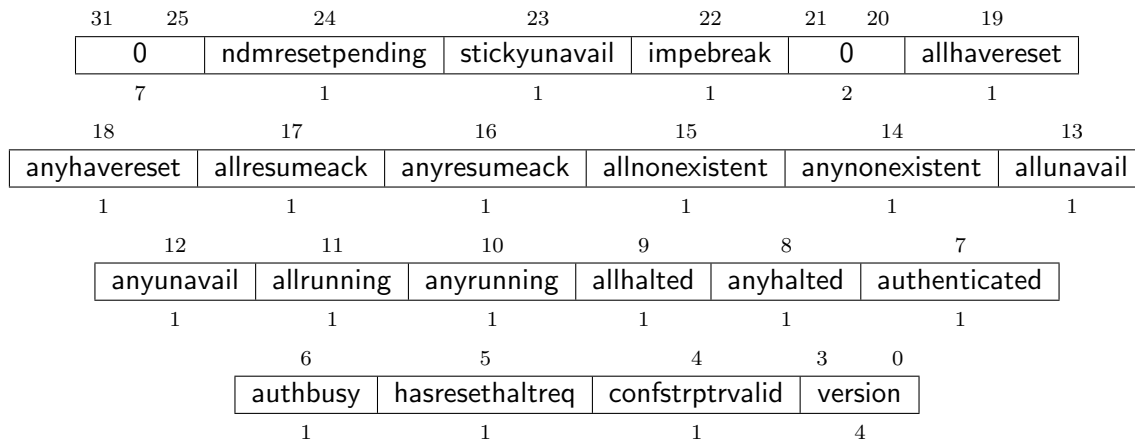 31 25 24 23 22 21 20 19
0 ndmresetpending stickyunavail impebreak 0 allhavereset
7 1 1 1 2 1
18 17 16 15 14 13
anyhavereset allresumeack anyresumeack allnonexistent anynonexistent allunavail
1 1 1 1 1 1
12 11 10 9 8 7
anyunavail allrunning anyrunning allhalted anyhalted authenticated
1 1 1 1 1 1
6 5 4 3 0
authbusy hasresethaltreq confstrptrvalid version
1 1 1 4